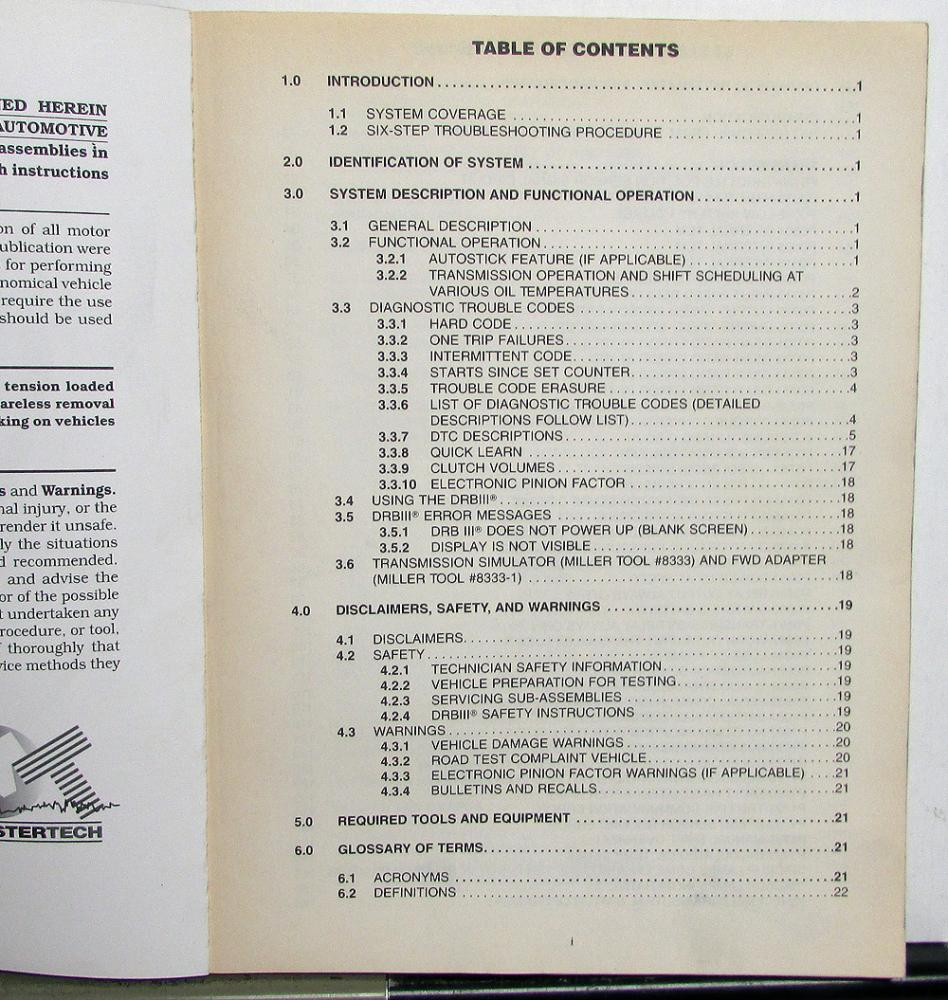 ED HEREIN
AUTOMOTIVE
assemblies in
h instructions
on of all motor
ublication were
for performing
nomical vehicle
require the use
should be used
tension loaded
areless removal
king on vehicles
s and Warnings.
nal injury, or the
render it unsafe.
ly the situations
d recommended.
and advise the
or of the possible
t undertaken any
rocedure, or tool,
f thoroughly that
vice methods they
STERTECH
TABLE OF CONTENTS
1.0 INTRODUCTION 1
1.1 SYSTEM COVERAGE 1
1.2 SIX-STEP TROUBLESHOOTING PROCEDURE 1
2.0 IDENTIFICATION OF SYSTEM 1
3.0 SYSTEM DESCRIPTION AND FUNCTIONAL OPERATION 1
3.1 GENERAL DESCRIPTION 1
3.2 FUNCTIONAL OPERATION 1
3.2.1 AUTOSTICK FEATURE (IF APPLICABLE) 1
3.2.2 TRANSMISSION OPERATION AND SHIFT SCHEDULING AT
VARIOUS OIL TEMPERATURES 2
3.3 DIAGNOSTIC TROUBLE CODES 3
3.3.1 HARD CODE 3
3.3.2 ONE TRIP FAILURES 3
3.3.3 INTERMITTENT CODE 3
3.3.4 STARTS SINCE SET COUNTER 3
3.3.5 TROUBLE CODE ERASURE 4
3.3.6 LIST OF DIAGNOSTIC TROUBLE CODES (DETAILED
DESCRIPTIONS FOLLOW LIST) 4
3.3.7 DTC DESCRIPTIONS 5
3.3.8 QUICK LEARN 17
3.3.9 CLUTCH VOLUMES 17
3.3.10 ELECTRONIC PINION FACTOR 18
3.4 USING THE DRBIII® 18
3.5 DRBIII® ERROR MESSAGES 18
3.5.1 DRB III® DOES NOT POWER UP (BLANK SCREEN) 18
3.5.2 DISPLAY IS NOT VISIBLE 18
3.6 TRANSMISSION SIMULATOR (MILLER TOOL #8333) AND FWD ADAPTER
(MILLER TOOL #8333-1) 18
4.0 DISCLAIMERS, SAFETY, AND WARNINGS 19
4.1 DISCLAIMERS 19
4.2 SAFETY 19
4.2.1 TECHNICIAN SAFETY INFORMATION 19
4.2.2 VEHICLE PREPARATION FOR TESTING 19
4.2.3 SERVICING SUB-ASSEMBLIES 19
4.2.4 DRBIII® SAFETY INSTRUCTIONS 19
4.3 WARNINGS 20
4.3.1 VEHICLE DAMAGE WARNINGS 20
4.3.2 ROAD TEST COMPLAINT VEHICLE 20
4.3.3 ELECTRONIC PINION FACTOR WARNINGS (IF APPLICABLE) 21
4.3.4 BULLETINS AND RECALLS 21
5.0 REQUIRED TOOLS AND EQUIPMENT 21
6.0 GLOSSARY OF TERMS 21
6.1 ACRONYMS 21
6.2 DEFINITIONS 22
i